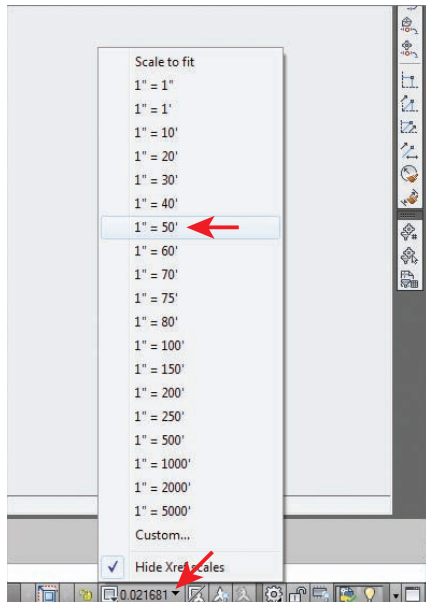 Scale to fit
1" = 1"
1" = 1'
1" = 10'
1" = 20'
1" = 30'
1" = 40'
1" = 50'
1" = 60'
1" = 70'
1" = 75'
1" = 80'
1" = 100'
1" = 150'
1" = 200'
1" = 250'
1" = 500'
1" = 1000'
1" = 2000'
1" = 5000'
Custom...
Hide Xref scales
0.021681